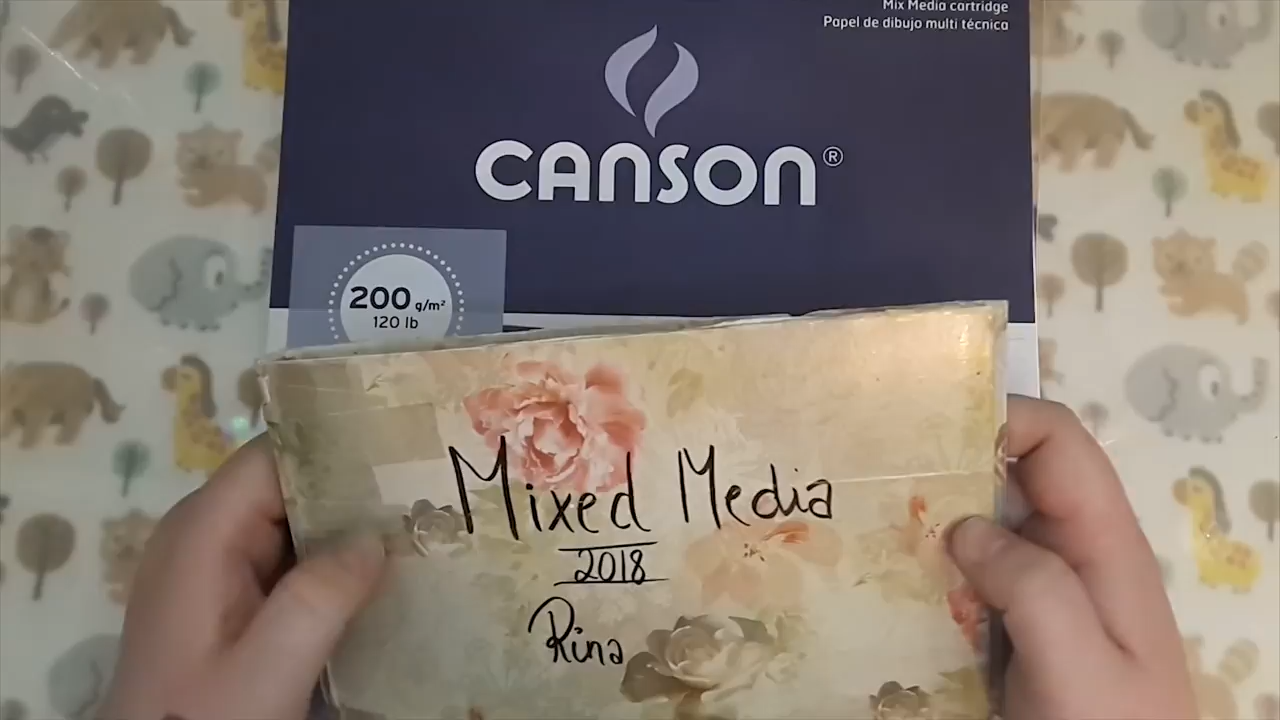 Mix Media cartridge
Papel de dibujo multi técnica
CANSON®
200 g/m²
120 lb
Mixed Media
2018
Rina